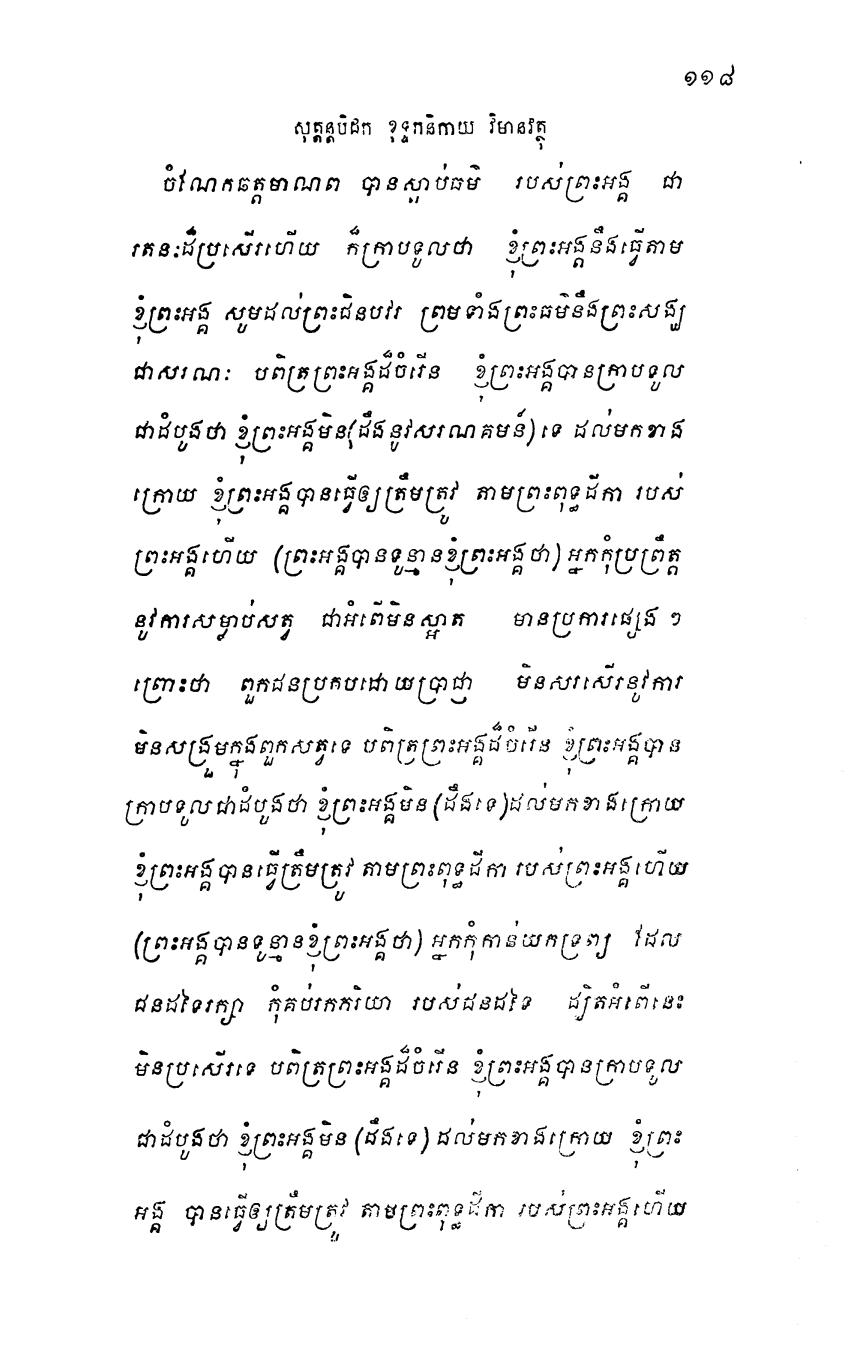 ១១៨
សុត្តន្តបិដក ខុទ្ទកនិកាយ វិមានវត្ថុ
ចំណែកឆត្តមាណព បានស្តាប់ធម៌ របស់ព្រះអង្គ ជា
រតនៈដ៏ប្រសើរហើយ ក៏ក្រាបទូលថា ខ្ញុំព្រះអង្គនឹងធ្វើតាម
ខ្ញុំព្រះអង្គ សូមដល់ព្រះជិនបវរ ព្រមទាំងព្រះធម៌នឹងព្រះសង្ឃ
ជាសរណៈ បពិត្រព្រះអង្គដ៏ចំរើន ខ្ញុំព្រះអង្គបានក្រាបទូល
ជាដំបូងថា ខ្ញុំព្រះអង្គមិន(ដឹងនូវសរណគមន៍)ទេ ដល់មកខាង
ក្រោយ ខ្ញុំព្រះអង្គបានធ្វើឲ្យត្រឹមត្រូវ តាមព្រះពុទ្ធដីកា របស់
ព្រះអង្គហើយ (ព្រះអង្គបានទូន្មានខ្ញុំព្រះអង្គថា) អ្នកកុំប្រព្រឹត្ត
នូវការសម្លាប់សត្វ ជាអំពើមិនស្អាត មានប្រការផ្សេង ៗ
ព្រោះថា ពួកជនប្រកបដោយប្រាជ្ញា មិនសរសើរនូវការ
មិនសង្រួមក្នុងពួកសត្វទេ បពិត្រព្រះអង្គដ៏ចំរើន ខ្ញុំព្រះអង្គបាន
ក្រាបទូលជាដំបូងថា ខ្ញុំព្រះអង្គមិន(ដឹងទេ)ដល់មកខាងក្រោយ
ខ្ញុំព្រះអង្គបានធ្វើត្រឹមត្រូវ តាមព្រះពុទ្ធដីកា របស់ព្រះអង្គហើយ
(ព្រះអង្គបានទូន្មានខ្ញុំព្រះអង្គថា) អ្នកកុំកាន់យកទ្រព្យ ដែល
ជនដទៃរក្សា កុំគប់រកភរិយា របស់ជនដទៃ ដ្បិតអំពើនេះ
មិនប្រសើរទេ បពិត្រព្រះអង្គដ៏ចំរើន ខ្ញុំព្រះអង្គបានក្រាបទូល
ជាដំបូងថា ខ្ញុំព្រះអង្គមិន(ដឹងទេ) ដល់មកខាងក្រោយ ខ្ញុំព្រះ
អង្គ បានធ្វើឲ្យត្រឹមត្រូវ តាមព្រះពុទ្ធដីកា របស់ព្រះអង្គហើយ